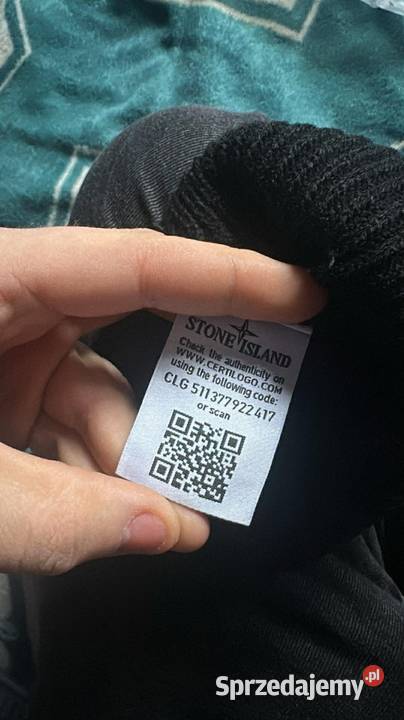 STONE ISLAND
Check the authenticity on
WWW.CERTILOGO.COM
using the following code:
CLG 511377922417
or scan
Sprzedajemy.pl